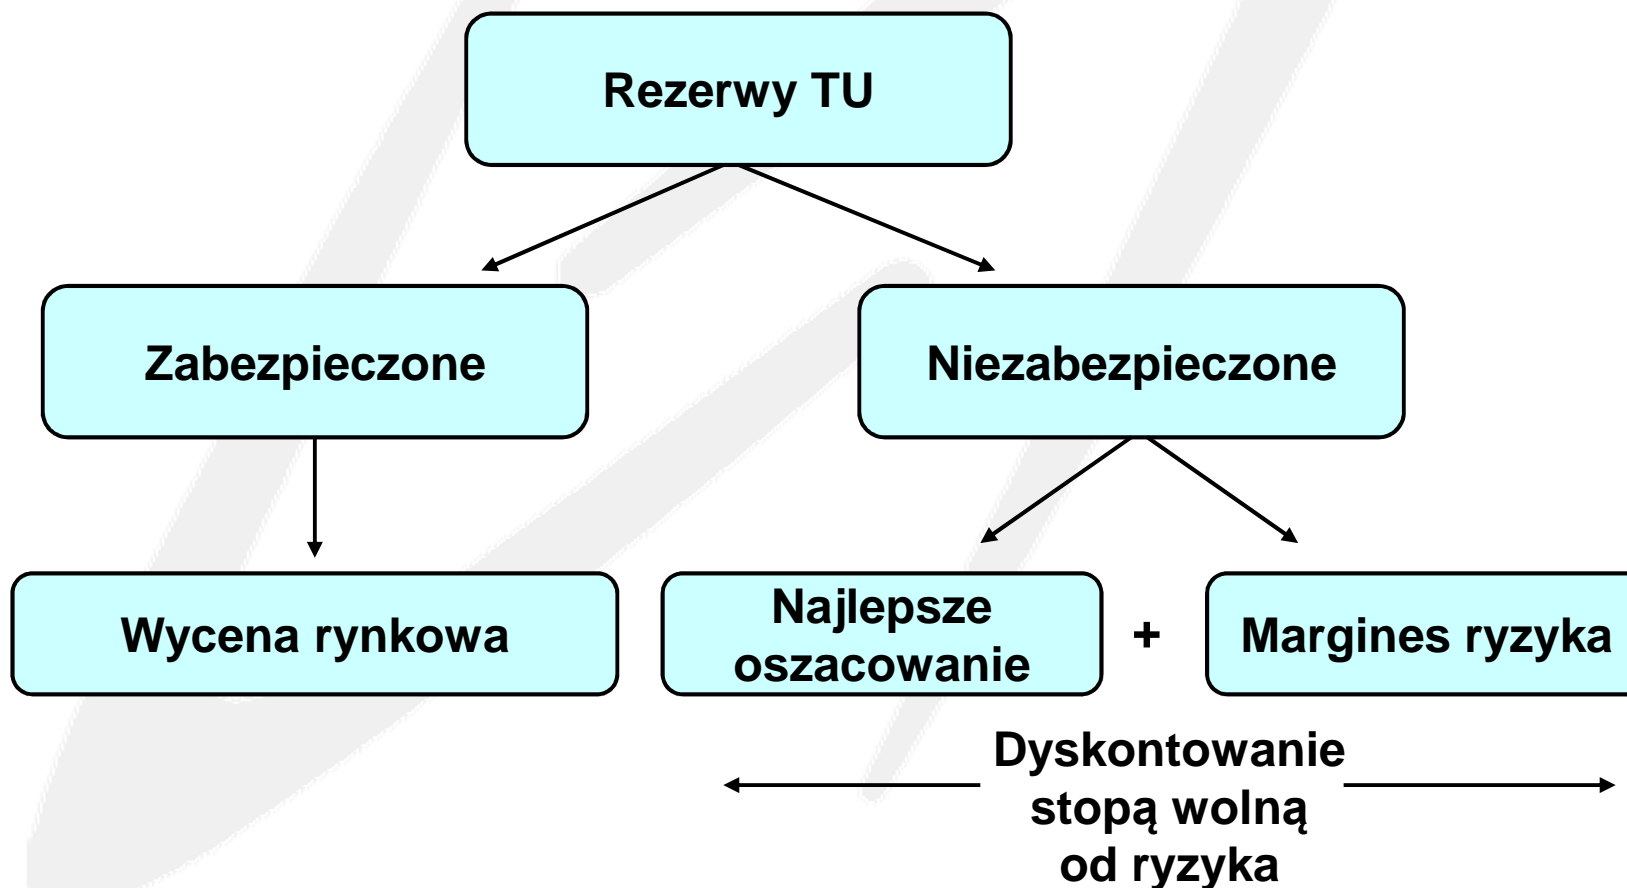 Rezerwy TU
Zabezpieczone
Niezabezpieczone
Wycena rynkowa
Najlepsze
oszacowanie
+
Margines ryzyka
Dyskontowanie
stopą wolną
od ryzyka